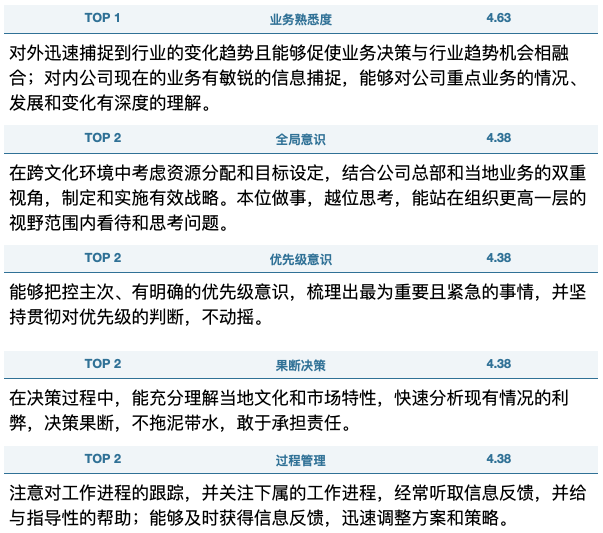 TOP 1 业务熟悉度 4.63
对外迅速捕捉到行业的变化趋势且能够促使业务决策与行业趋势机会相融
合；对内公司现在的业务有敏锐的信息捕捉，能够对公司重点业务的情况、
发展和变化有深度的理解。
TOP 2 全局意识 4.38
在跨文化环境中考虑资源分配和目标设定，结合公司总部和当地业务的双重
视角，制定和实施有效战略。本位做事，越位思考，能站在组织更高一层的
视野范围内看待和思考问题。
TOP 2 优先级意识 4.38
能够把控主次、有明确的优先级意识，梳理出最为重要且紧急的事情，并坚
持贯彻对优先级的判断，不动摇。
TOP 2 果断决策 4.38
在决策过程中，能充分理解当地文化和市场特性，快速分析现有情况的利
弊，决策果断，不拖泥带水，敢于承担责任。
TOP 2 过程管理 4.38
注意对工作进程的跟踪，并关注下属的工作进程，经常听取信息反馈，并给
与指导性的帮助；能够及时获得信息反馈，迅速调整方案和策略。